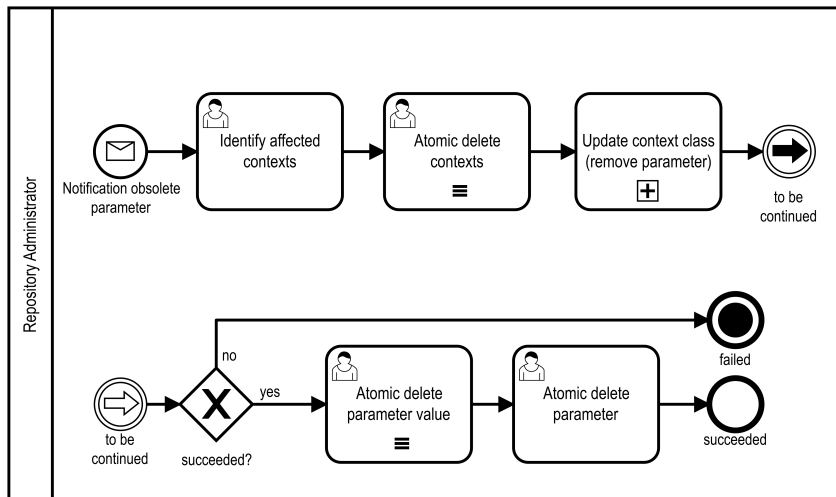 Repository Administrator
Notification obsolete
parameter
Identify affected
contexts
Atomic delete
contexts
Update context class
(remove parameter)
to be
continued
to be
continued
no
yes
succeeded?
Atomic delete
parameter value
Atomic delete
parameter
failed
succeeded